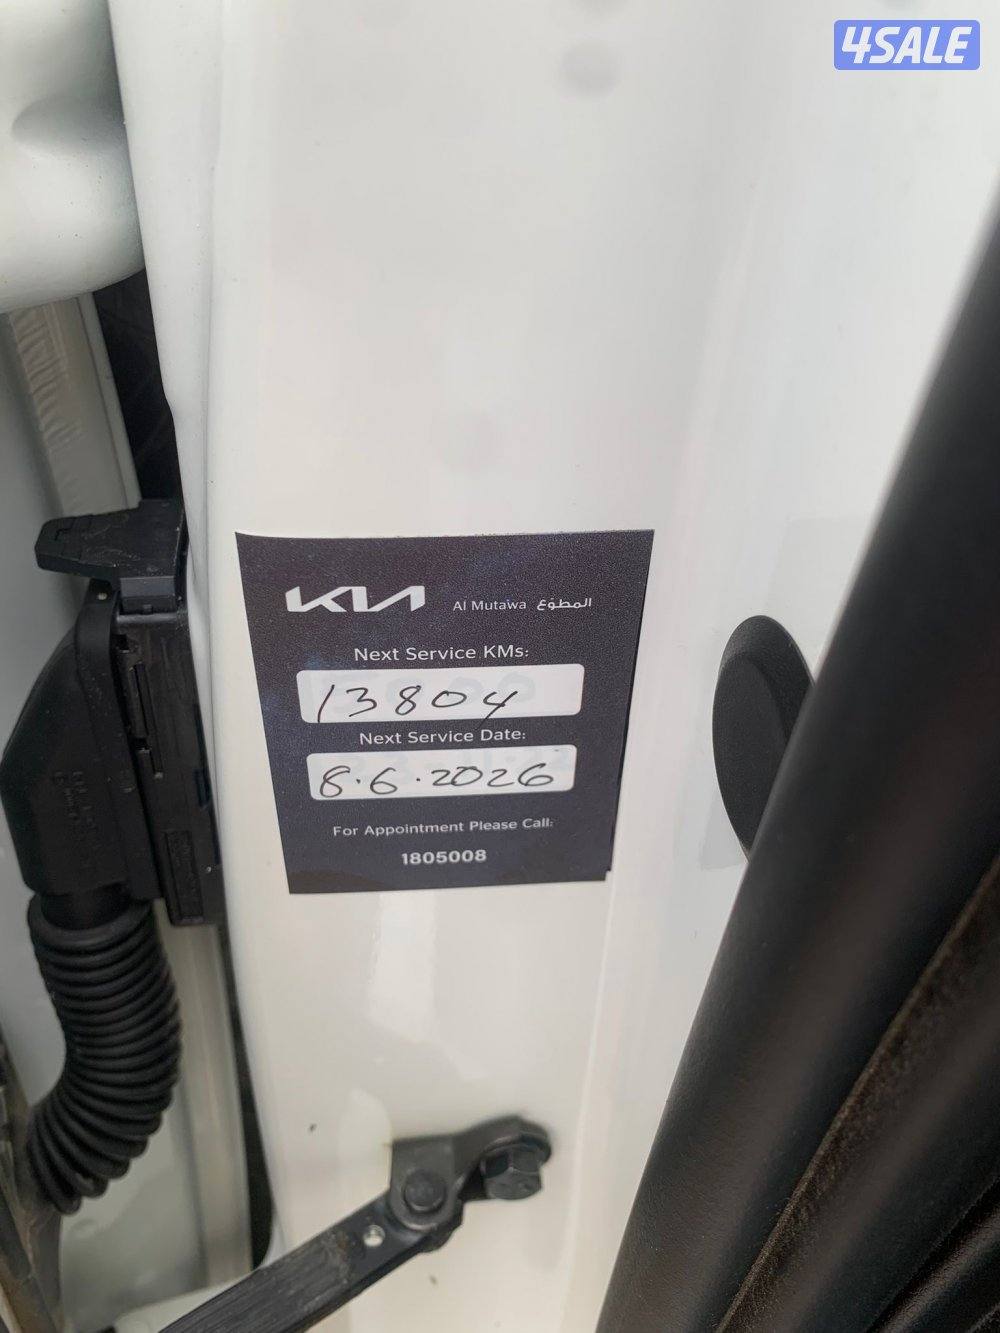 4SALE
KIA Al Mutawa المطوّع
Next Service KMs:
13804
Next Service Date:
8.6.2026
For Appointment Please Call:
1805008